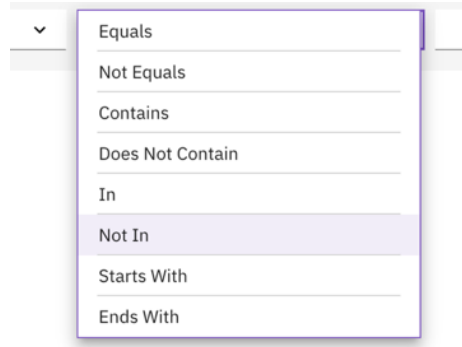 Equals
Not Equals
Contains
Does Not Contain
In
Not In
Starts With
Ends With